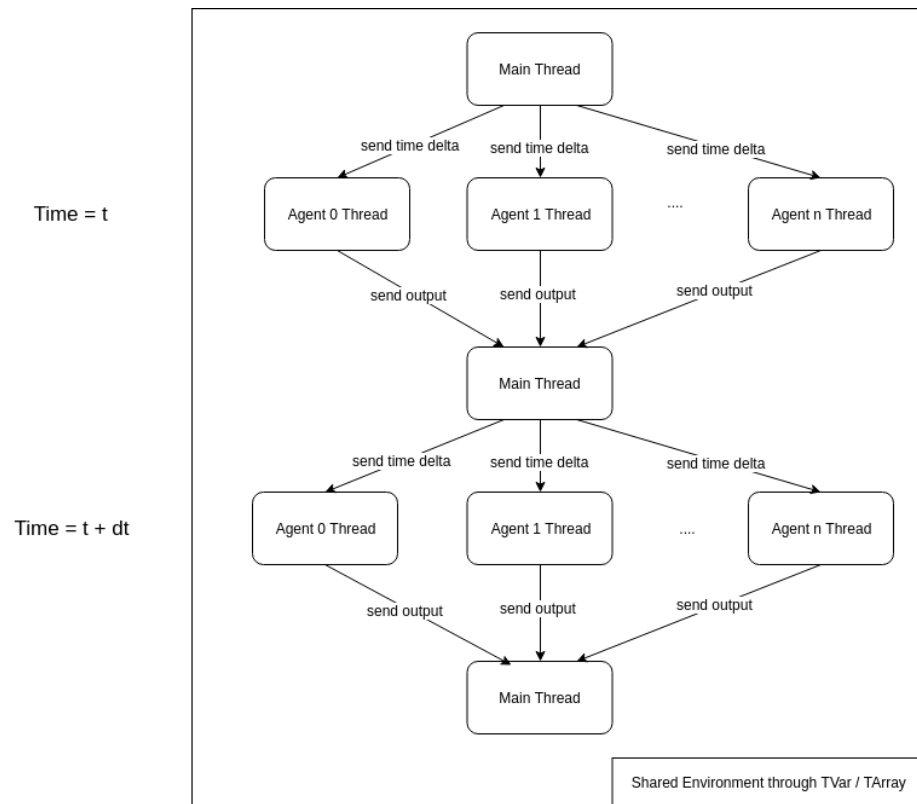 Main Thread
send time delta
send time delta
send time delta
Time = t
Agent 0 Thread
Agent 1 Thread
....
Agent n Thread
send output
send output
send output
Main Thread
send time delta
send time delta
send time delta
Time = t + dt
Agent 0 Thread
Agent 1 Thread
....
Agent n Thread
send output
send output
send output
Main Thread
Shared Environment through TVar / TArray